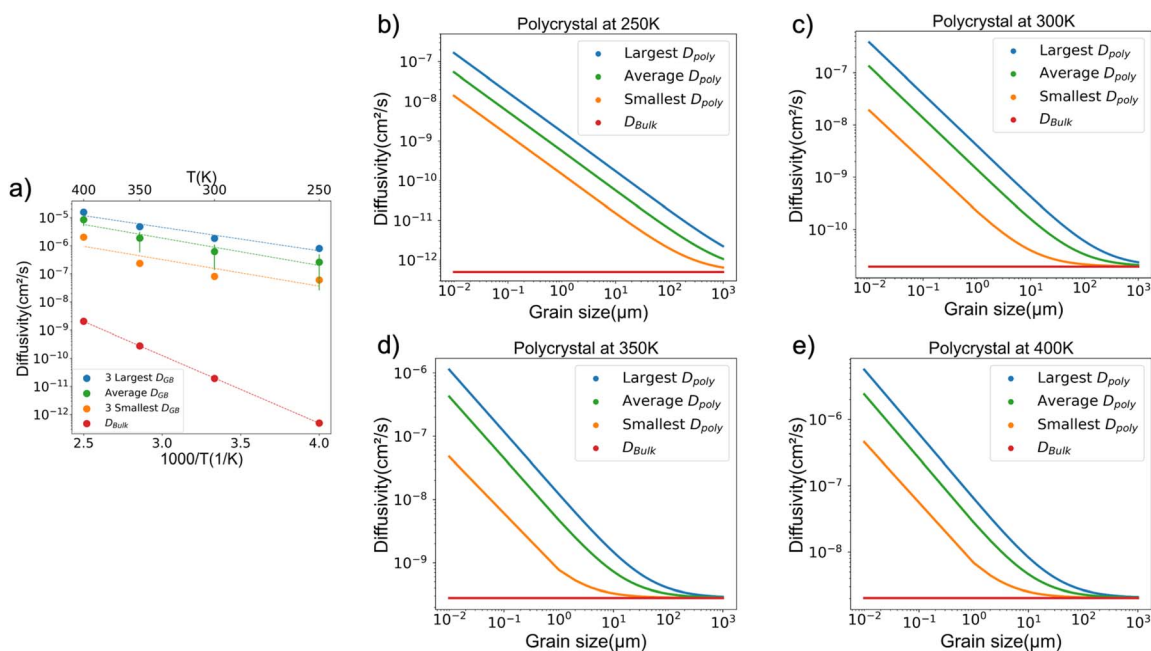 a)
T(K)
400 350 300 250
Diffusivity(cm²/s)
10⁻⁵
10⁻⁶
10⁻⁷
10⁻⁸
10⁻⁹
10⁻¹⁰
10⁻¹¹
10⁻¹²
3 Largest D_GB
Average D_GB
3 Smallest D_GB
D_Bulk
2.5 3.0 3.5 4.0
1000/T(1/K)
b)
Polycrystal at 250K
Diffusivity(cm²/s)
10⁻⁷
10⁻⁸
10⁻⁹
10⁻¹⁰
10⁻¹¹
10⁻¹²
Largest D_poly
Average D_poly
Smallest D_poly
D_Bulk
10⁻² 10⁻¹ 10⁰ 10¹ 10² 10³
Grain size(μm)
c)
Polycrystal at 300K
Diffusivity(cm²/s)
10⁻⁷
10⁻⁸
10⁻⁹
10⁻¹⁰
Largest D_poly
Average D_poly
Smallest D_poly
D_Bulk
10⁻² 10⁻¹ 10⁰ 10¹ 10² 10³
Grain size(μm)
d)
Polycrystal at 350K
Diffusivity(cm²/s)
10⁻⁶
10⁻⁷
10⁻⁸
10⁻⁹
Largest D_poly
Average D_poly
Smallest D_poly
D_Bulk
10⁻² 10⁻¹ 10⁰ 10¹ 10² 10³
Grain size(μm)
e)
Polycrystal at 400K
Diffusivity(cm²/s)
10⁻⁶
10⁻⁷
10⁻⁸
Largest D_poly
Average D_poly
Smallest D_poly
D_Bulk
10⁻² 10⁻¹ 10⁰ 10¹ 10² 10³
Grain size(μm)